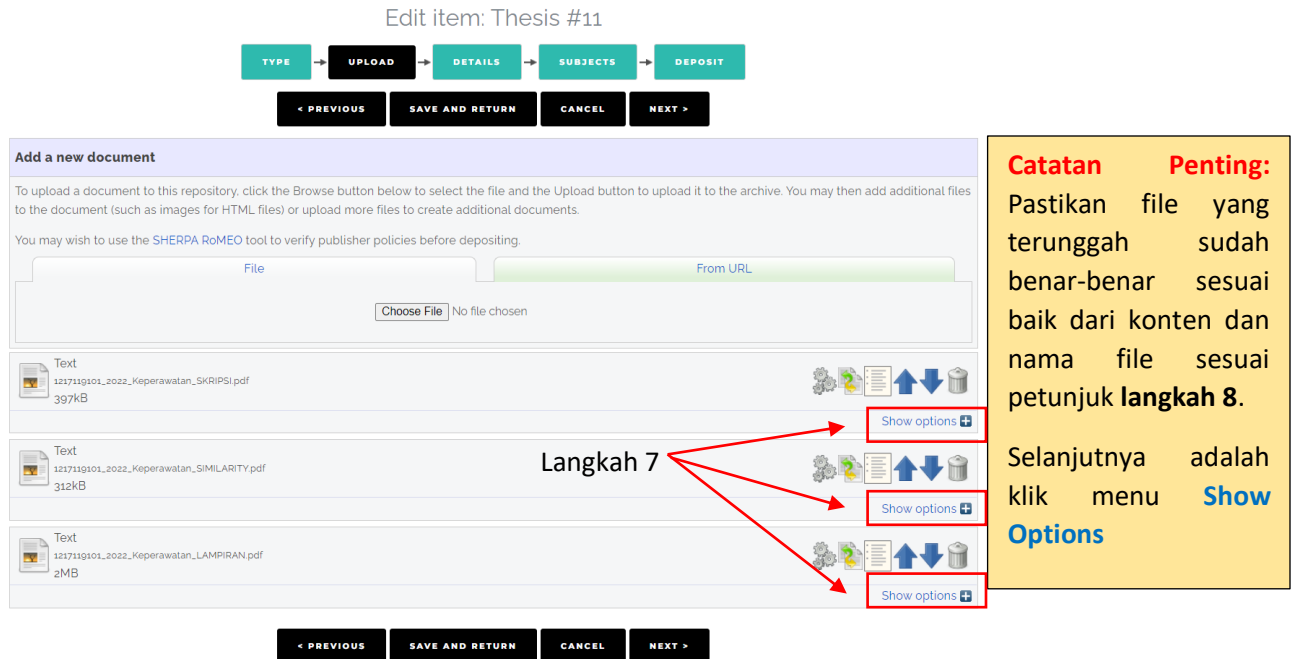 Edit item: Thesis #11
TYPE → UPLOAD → DETAILS → SUBJECTS → DEPOSIT
< PREVIOUS SAVE AND RETURN CANCEL NEXT >
Add a new document
To upload a document to this repository, click the Browse button below to select the file and the Upload button to upload it to the archive. You may then add additional files
to the document (such as images for HTML files) or upload more files to create additional documents.
You may wish to use the SHERPA RoMEO tool to verify publisher policies before depositing.
File From URL
Choose File No file chosen
Text
1217119101_2022_Keperawatan_SKRIPSI.pdf
397kB
Show options
Text
1217119101_2022_Keperawatan_SIMILARITY.pdf
312kB
Show options
Text
1217119101_2022_Keperawatan_LAMPIRAN.pdf
2MB
Show options
Langkah 7
< PREVIOUS SAVE AND RETURN CANCEL NEXT >
Catatan Penting:
Pastikan file yang
terunggah sudah
benar-benar sesuai
baik dari konten dan
nama file sesuai
petunjuk langkah 8.
Selanjutnya adalah
klik menu Show
Options